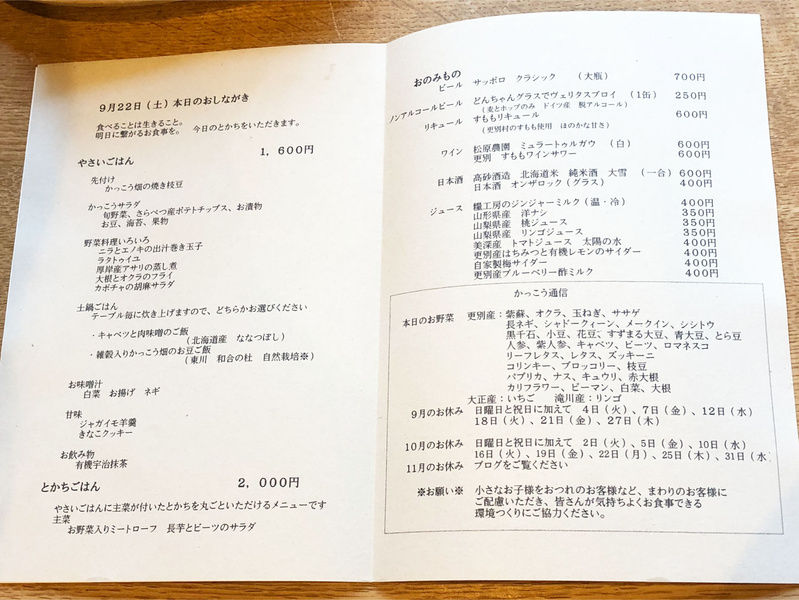 9月22日(土)本日のおしながき
食べることは生きること。
明日に繋がるお食事を。 今日のとかちをいただきます。
1,600円
やさいごはん
先付け
かっこう畑の焼き枝豆
かっこうサラダ
旬野菜、さらべつ産ポテトチップス、お漬物
お豆、海苔、果物
野菜料理いろいろ
ニラとエノキの出汁巻き玉子
ラタトゥイユ
厚岸産アサリの蒸し煮
大根とオクラのフライ
カボチャの胡麻サラダ
土鍋ごはん
テーブル毎に炊き上げますので、どちらかお選びください
・キャベツと肉味噌のご飯
(北海道産 ななつぼし)
・雑穀入りかっこう畑のお豆ご飯
(東川 和合の杜 自然栽培※)
お味噌汁
白菜 お揚げ ネギ
甘味
ジャガイモ羊羹
きなこクッキー
お飲み物
有機宇治抹茶
とかちごはん 2,000円
やさいごはんに主菜が付いたとかちを丸ごといただけるメニューです
主菜
お野菜入りミートローフ 長芋とビーツのサラダ
おのみもの
ビール サッポロ クラシック (大瓶) 700円
ノンアルコールビール どんちゃんグラスでヴェリタスブロイ (1缶) 250円
(麦とホップのみ ドイツ産 脱アルコール)
リキュール すももリキュール 600円
(更別村のすもも使用 ほのかな甘さ)
ワイン 松原農園 ミュラートゥルガウ (白) 600円
更別 すももワインサワー 600円
日本酒 高砂酒造 北海道米 純米酒 大雪 (一合) 600円
日本酒 オンザロック(グラス) 400円
ジュース 糧工房のジンジャーミルク(温・冷) 400円
山形県産 洋ナシ 350円
山梨県産 桃ジュース 350円
山梨県産 リンゴジュース 350円
美深産 トマトジュース 太陽の水 400円
更別産はちみつと有機レモンのサイダー 400円
自家製梅サイダー 400円
更別産ブルーベリー酢ミルク 400円
かっこう通信
本日のお野菜 更別産:紫蘇、オクラ、玉ねぎ、ササゲ
長ネギ、シャドークィーン、メークイン、シシトウ
黒千石、小豆、花豆、すずまる大豆、青大豆、とら豆
人参、紫人参、キャベツ、ビーツ、ロマネスコ
リーフレタス、レタス、ズッキーニ
コリンキー、ブロッコリー、枝豆
パプリカ、ナス、キュウリ、赤大根
カリフラワー、ピーマン、白菜、大根
大正産:いちご 滝川産:リンゴ
9月のお休み 日曜日と祝日に加えて 4日(火)、7日(金)、12日(水)
18日(火)、21日(金)、27日(木)
10月のお休み 日曜日と祝日に加えて 2日(火)、5日(金)、10日(水)
16日(火)、19日(金)、22日(月)、25日(木)、31日(水)
11月のお休み ブログをご覧ください
※お願い※ 小さなお子様をおつれのお客様など、まわりのお客様に
ご配慮いただき、皆さんが気持ちよくお食事できる
環境つくりにご協力ください。